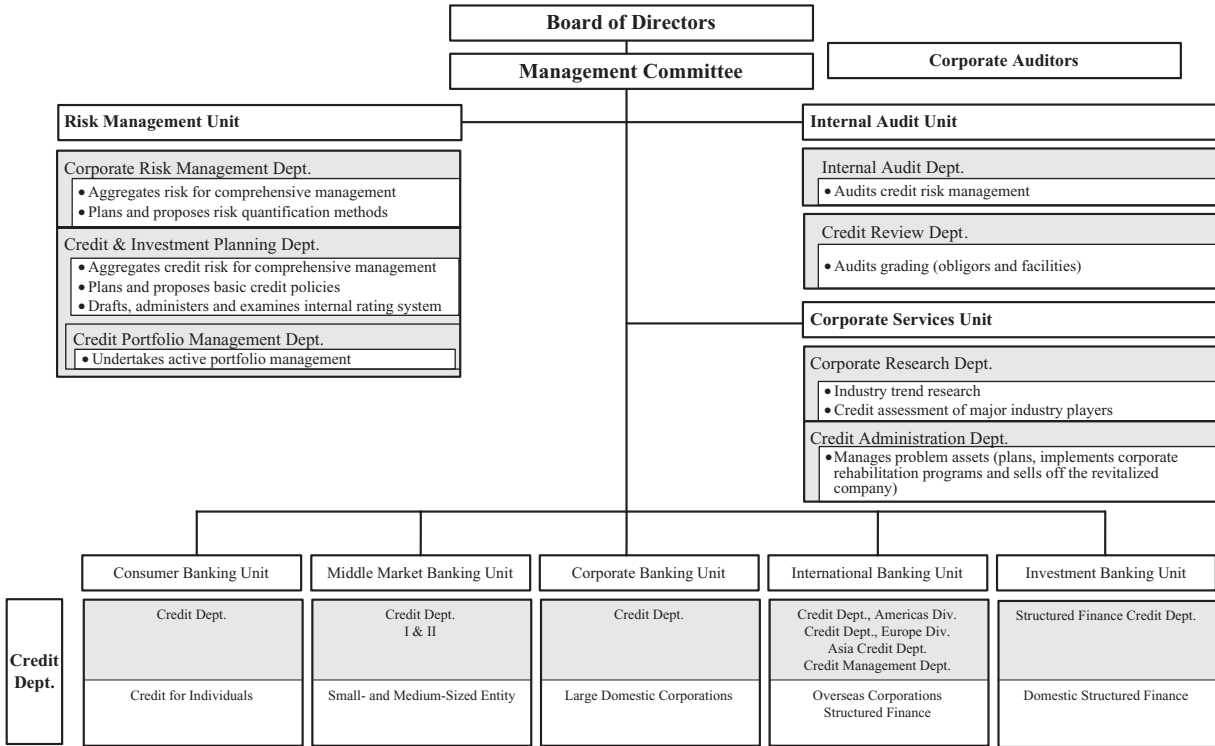 Board of Directors
Management Committee
Corporate Auditors
Risk Management Unit
Corporate Risk Management Dept.
• Aggregates risk for comprehensive management
• Plans and proposes risk quantification methods
Credit & Investment Planning Dept.
• Aggregates credit risk for comprehensive management
• Plans and proposes basic credit policies
• Drafts, administers and examines internal rating system
Credit Portfolio Management Dept.
• Undertakes active portfolio management
Internal Audit Unit
Internal Audit Dept.
• Audits credit risk management
Credit Review Dept.
• Audits grading (obligors and facilities)
Corporate Services Unit
Corporate Research Dept.
• Industry trend research
• Credit assessment of major industry players
Credit Administration Dept.
• Manages problem assets (plans, implements corporate
rehabilitation programs and sells off the revitalized
company)
Consumer Banking Unit
Middle Market Banking Unit
Corporate Banking Unit
International Banking Unit
Investment Banking Unit
Credit
Dept.
Credit Dept.
Credit for Individuals
Credit Dept.
I & II
Small- and Medium-Sized Entity
Credit Dept.
Large Domestic Corporations
Credit Dept., Americas Div.
Credit Dept., Europe Div.
Asia Credit Dept.
Credit Management Dept.
Overseas Corporations
Structured Finance
Structured Finance Credit Dept.
Domestic Structured Finance